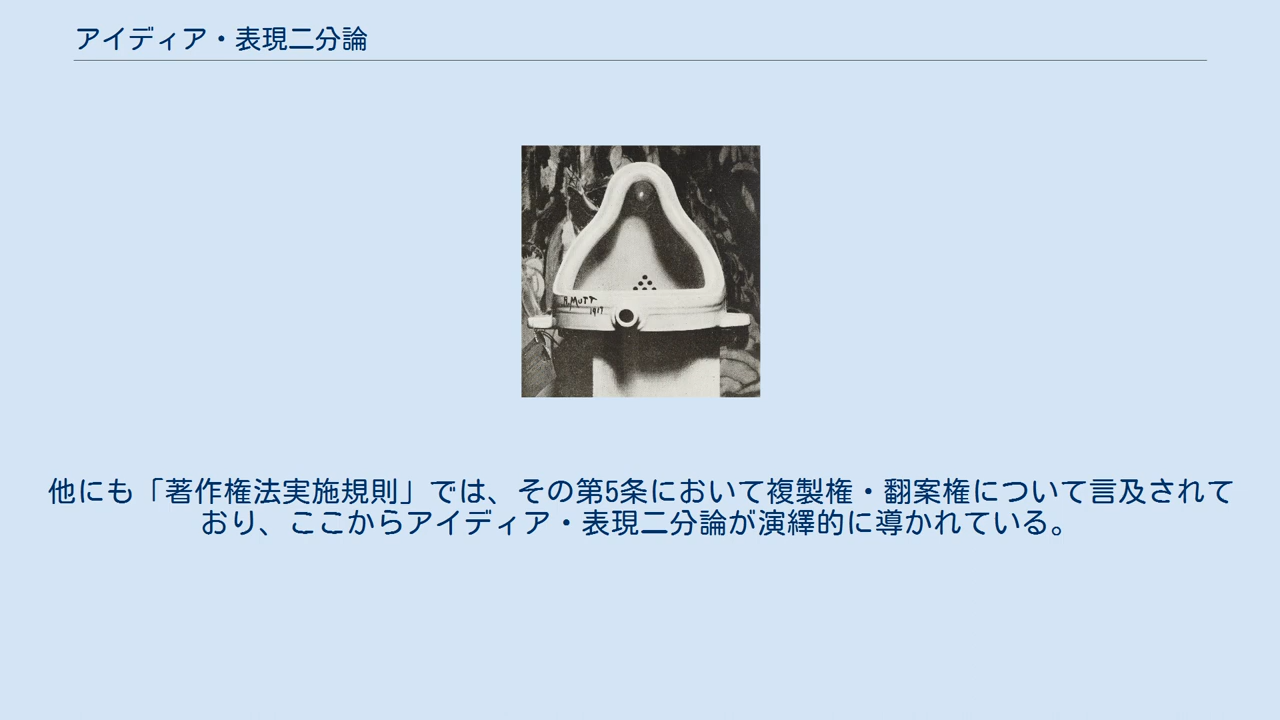 アイディア・表現二分論
R.MUTT
1917
他にも「著作権法実施規則」では、その第5条において複製権・翻案権について言及されて
おり、ここからアイディア・表現二分論が演繹的に導かれている。